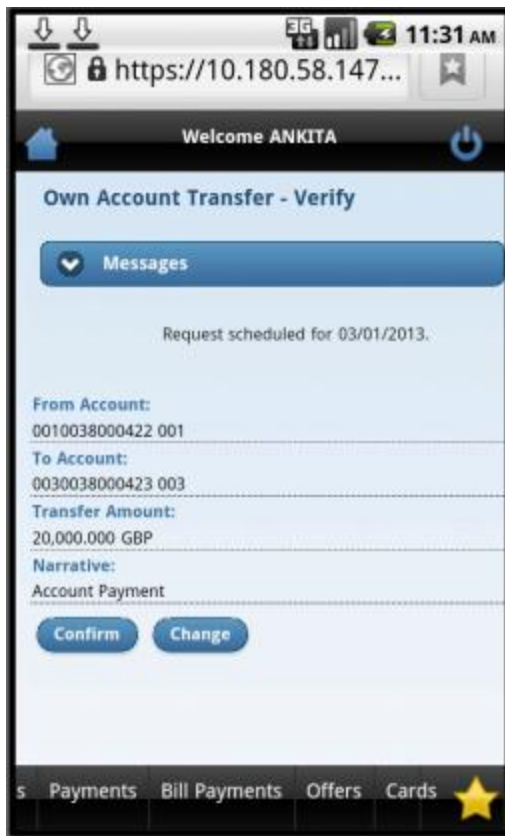 3G 11:31 AM
https://10.180.58.147...
Welcome ANKITA
Own Account Transfer - Verify
Messages
Request scheduled for 03/01/2013.
From Account:
0010038000422 001
To Account:
0030038000423 003
Transfer Amount:
20,000.000 GBP
Narrative:
Account Payment
Confirm Change
s Payments Bill Payments Offers Cards